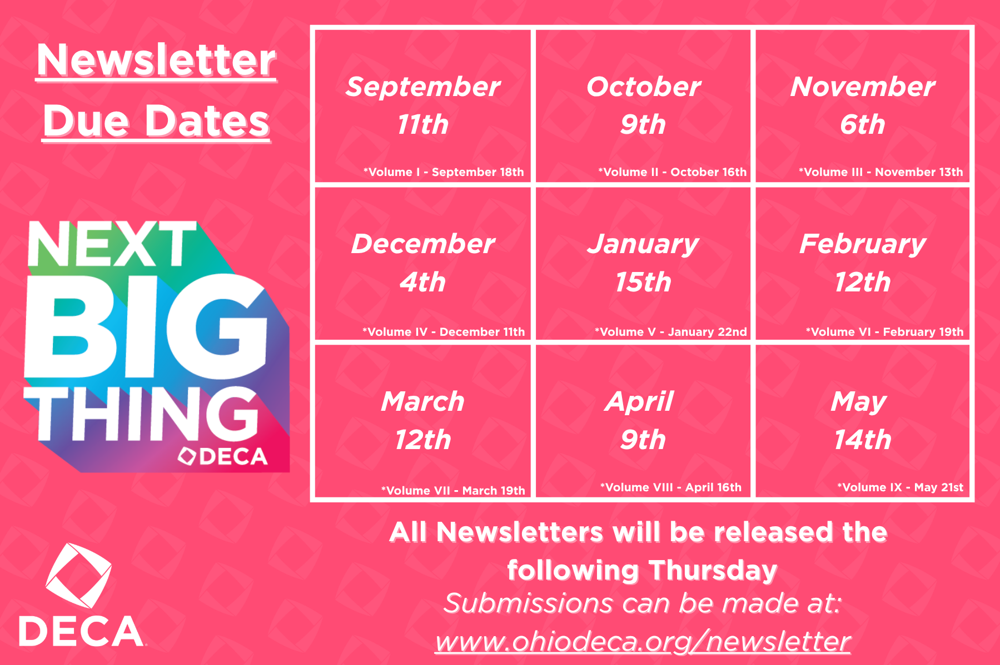 Newsletter
Due Dates
September
11th
*Volume I - September 18th
October
9th
*Volume II - October 16th
November
6th
*Volume III - November 13th
December
4th
*Volume IV - December 11th
January
15th
*Volume V - January 22nd
February
12th
*Volume VI - February 19th
March
12th
*Volume VII - March 19th
April
9th
*Volume VIII - April 16th
May
14th
*Volume IX - May 21st
NEXT
BIG
THING
DECA
All Newsletters will be released the
following Thursday
Submissions can be made at:
www.ohiodeca.org/newsletter
DECA